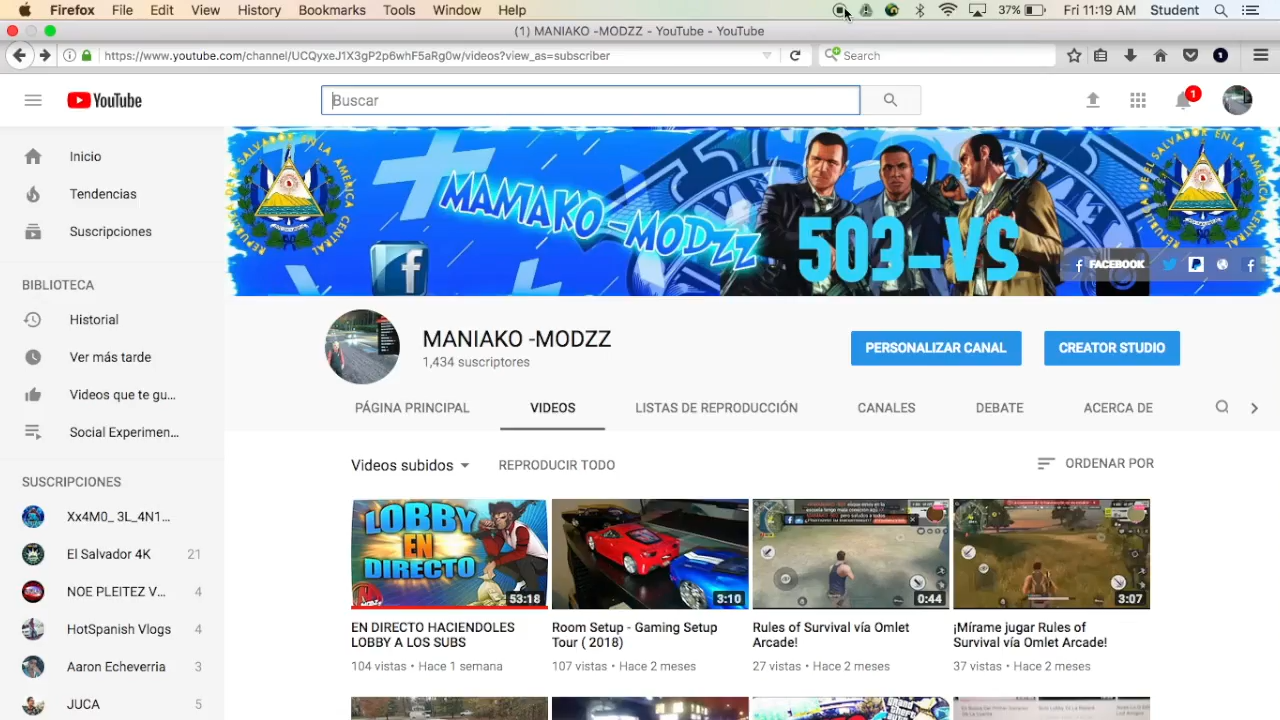 Firefox File Edit View History Bookmarks Tools Window Help 37% Fri 11:19 AM Student
(1) MANIAKO -MODZZ - YouTube - YouTube
https://www.youtube.com/channel/UCQyxeJ1X3gP2p6whF5aRg0w/videos?view_as=subscriber
Search
1
YouTube
Buscar
1
Inicio
Tendencias
Suscripciones
BIBLIOTECA
Historial
Ver más tarde
Videos que te gu...
Social Experimen...
SUSCRIPCIONES
Xx4M0_ 3L_4N1...
El Salvador 4K 21
NOE PLEITEZ V... 4
HotSpanish Vlogs 4
Aaron Echeverria 3
JUCA 5
MAMAKO -MODZZ
503-VS
FACEBOOK
MANIAKO -MODZZ
1,434 suscriptores
PERSONALIZAR CANAL
CREATOR STUDIO
PÁGINA PRINCIPAL VIDEOS LISTAS DE REPRODUCCIÓN CANALES DEBATE ACERCA DE
Videos subidos REPRODUCIR TODO
ORDENAR POR
LOBBY
EN
DIRECTO
53:18
EN DIRECTO HACIENDOLES
LOBBY A LOS SUBS
104 vistas • Hace 1 semana
3:10
Room Setup - Gaming Setup
Tour ( 2018)
107 vistas • Hace 2 meses
0:44
Rules of Survival vía Omlet
Arcade!
27 vistas • Hace 2 meses
3:07
¡Mírame jugar Rules of
Survival vía Omlet Arcade!
37 vistas • Hace 2 meses